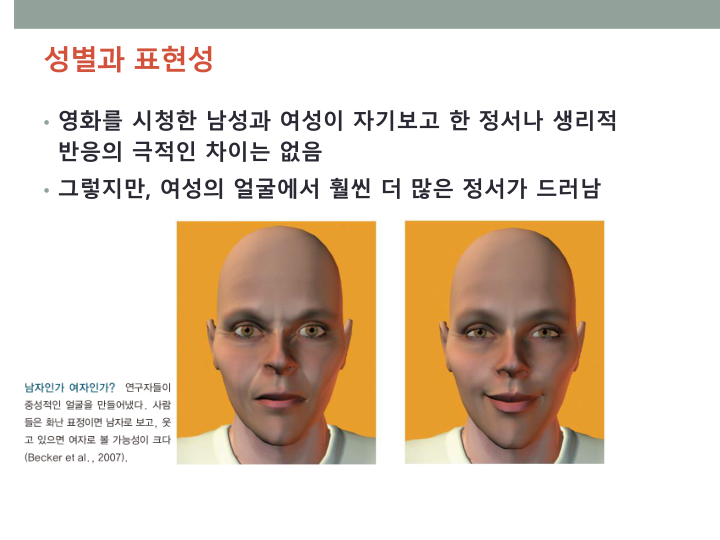 성별과 표현성
• 영화를 시청한 남성과 여성이 자기보고 한 정서나 생리적
반응의 극적인 차이는 없음
• 그렇지만, 여성의 얼굴에서 훨씬 더 많은 정서가 드러남
남자인가 여자인가? 연구자들이
중성적인 얼굴을 만들어냈다. 사람
들은 화난 표정이면 남자로 보고, 웃
고 있으면 여자로 볼 가능성이 크다
(Becker et al., 2007).